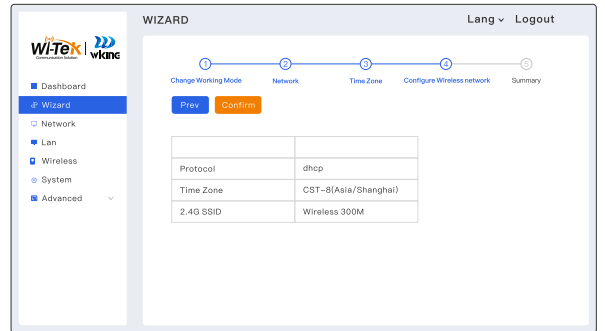 WIZARD
Lang Logout
Wi-Tek wking
Communication Solution
1 2 3 4 5
Change Working Mode Network Time Zone Configure Wireless network Summary
Dashboard
Wizard
Network
Lan
Wireless
System
Advanced
Prev Confirm
Protocol dhcp
Time Zone CST-8(Asia/Shanghai)
2.4G SSID Wireless 300M